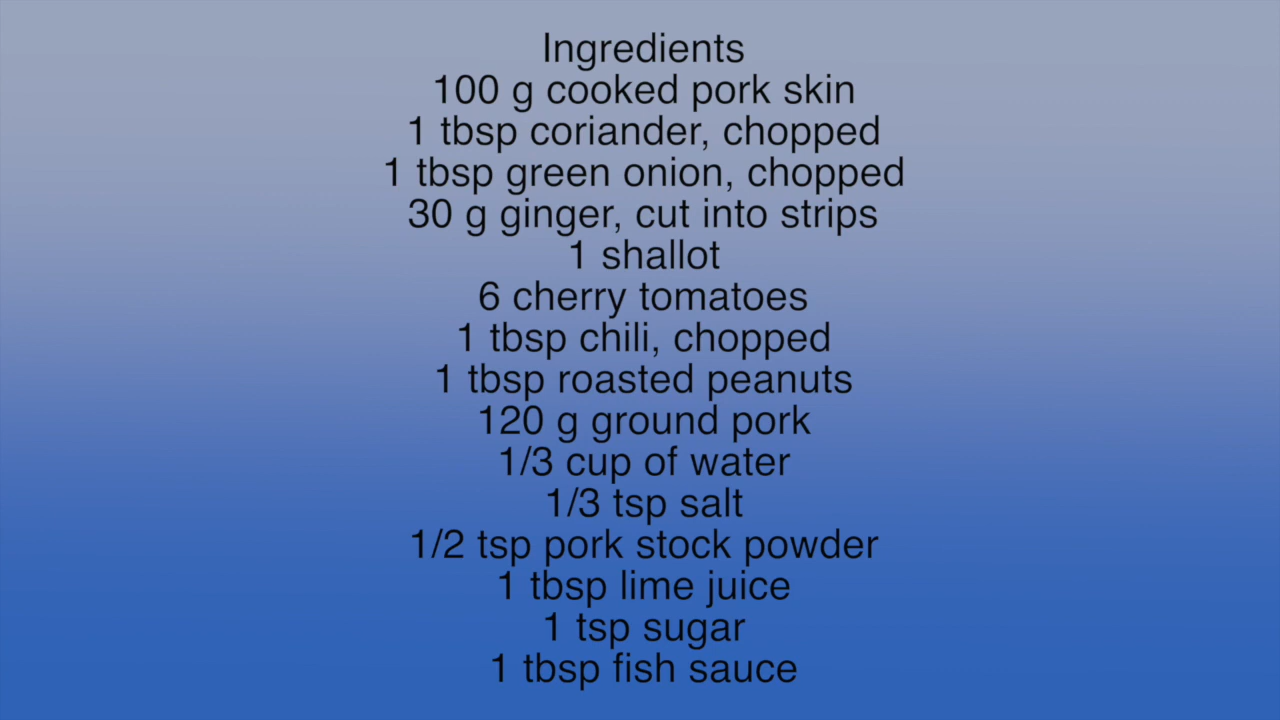 Ingredients
100 g cooked pork skin
1 tbsp coriander, chopped
1 tbsp green onion, chopped
30 g ginger, cut into strips
1 shallot
6 cherry tomatoes
1 tbsp chili, chopped
1 tbsp roasted peanuts
120 g ground pork
1/3 cup of water
1/3 tsp salt
1/2 tsp pork stock powder
1 tbsp lime juice
1 tsp sugar
1 tbsp fish sauce